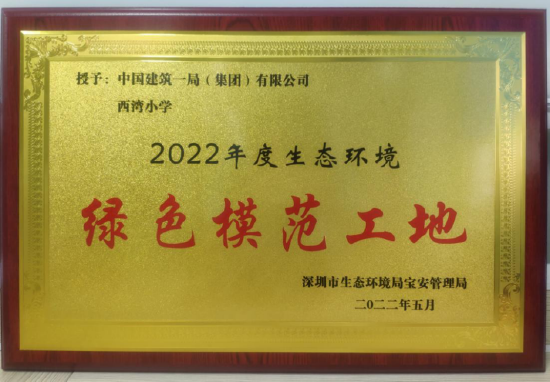 授予：中国建筑一局（集团）有限公司
西湾小学
2022年度生态环境
绿色模范工地
深圳市生态环境局宝安管理局
二〇二二年五月